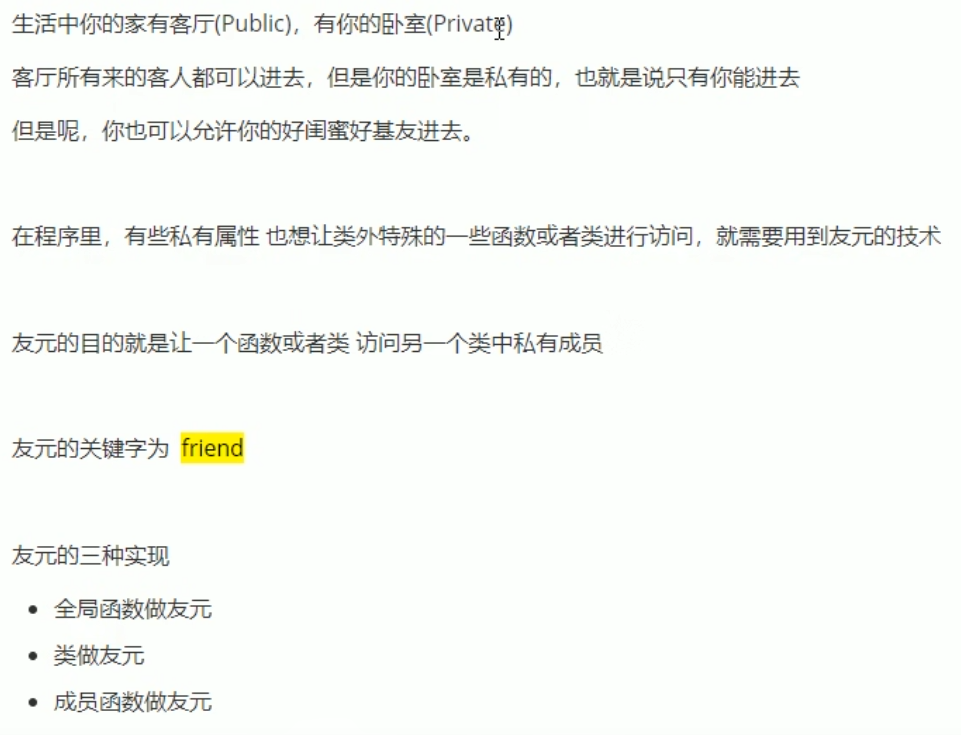 生活中你的家有客厅(Public)，有你的卧室(Private)
客厅所有来的客人都可以进去，但是你的卧室是私有的，也就是说只有你能进去
但是呢，你也可以允许你的好闺蜜好基友进去。
在程序里，有些私有属性 也想让类外特殊的一些函数或者类进行访问，就需要用到友元的技术
友元的目的就是让一个函数或者类 访问另一个类中私有成员
友元的关键字为 friend
友元的三种实现
• 全局函数做友元
• 类做友元
• 成员函数做友元